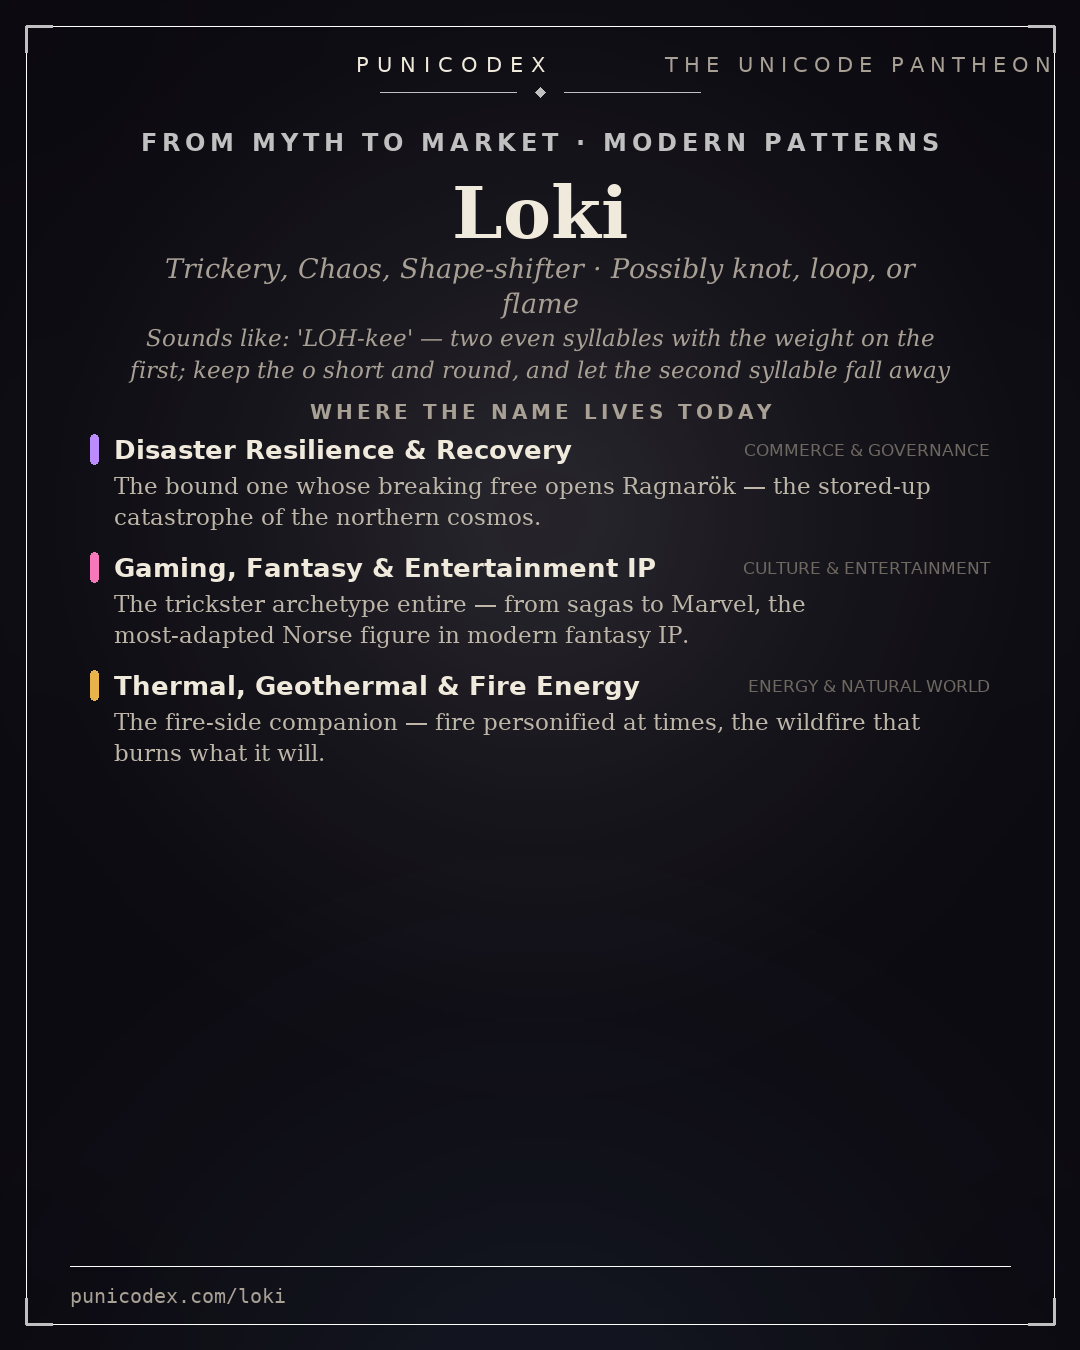 PUNICODEX THE UNICODE PANTHEON
FROM MYTH TO MARKET · MODERN PATTERNS
Loki
Trickery, Chaos, Shape-shifter · Possibly knot, loop, or
flame
Sounds like: 'LOH-kee' — two even syllables with the weight on the
first; keep the o short and round, and let the second syllable fall away
WHERE THE NAME LIVES TODAY
Disaster Resilience & Recovery COMMERCE & GOVERNANCE
The bound one whose breaking free opens Ragnarök — the stored-up
catastrophe of the northern cosmos.
Gaming, Fantasy & Entertainment IP CULTURE & ENTERTAINMENT
The trickster archetype entire — from sagas to Marvel, the
most-adapted Norse figure in modern fantasy IP.
Thermal, Geothermal & Fire Energy ENERGY & NATURAL WORLD
The fire-side companion — fire personified at times, the wildfire that
burns what it will.
punicodex.com/loki